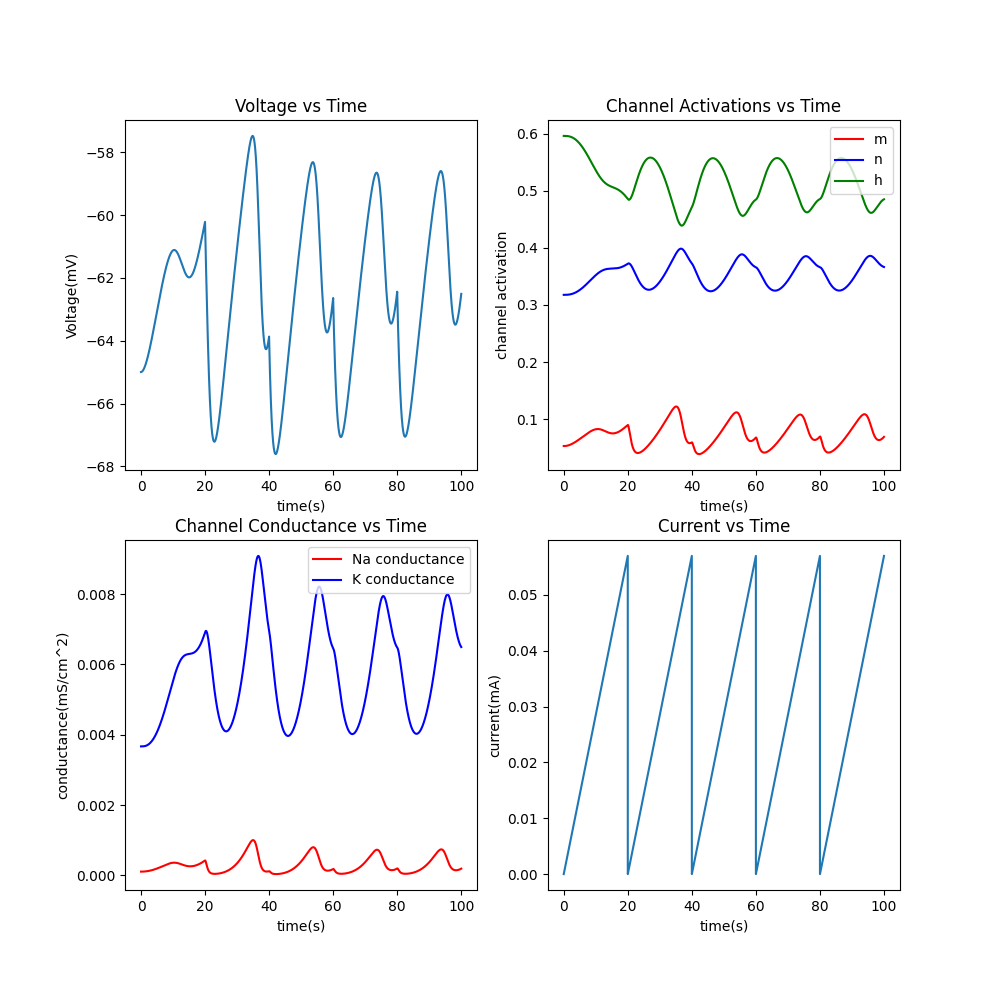 Voltage vs Time
Voltage(mV)
−58
−60
−62
−64
−66
−68
0 20 40 60 80 100
time(s)
Channel Activations vs Time
channel activation
0.6
0.5
0.4
0.3
0.2
0.1
m
n
h
0 20 40 60 80 100
time(s)
Channel Conductance vs Time
conductance(mS/cm^2)
0.008
0.006
0.004
0.002
0.000
Na conductance
K conductance
0 20 40 60 80 100
time(s)
Current vs Time
current(mA)
0.05
0.04
0.03
0.02
0.01
0.00
0 20 40 60 80 100
time(s)